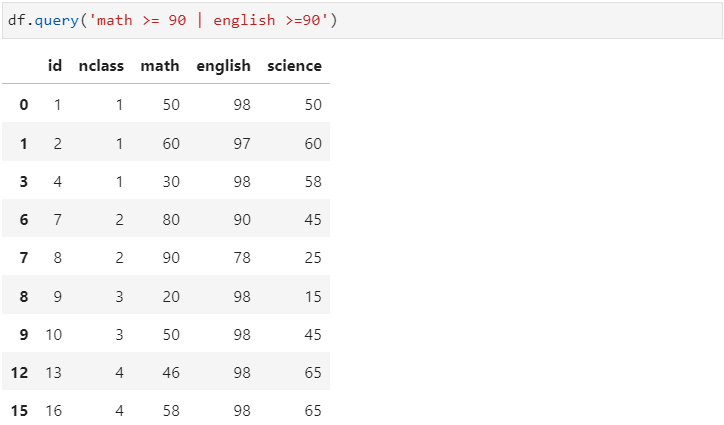 df.query('math >= 90 | english >=90')
id nclass math english science
0 1 1 50 98 50
1 2 1 60 97 60
3 4 1 30 98 58
6 7 2 80 90 45
7 8 2 90 78 25
8 9 3 20 98 15
9 10 3 50 98 45
12 13 4 46 98 65
15 16 4 58 98 65